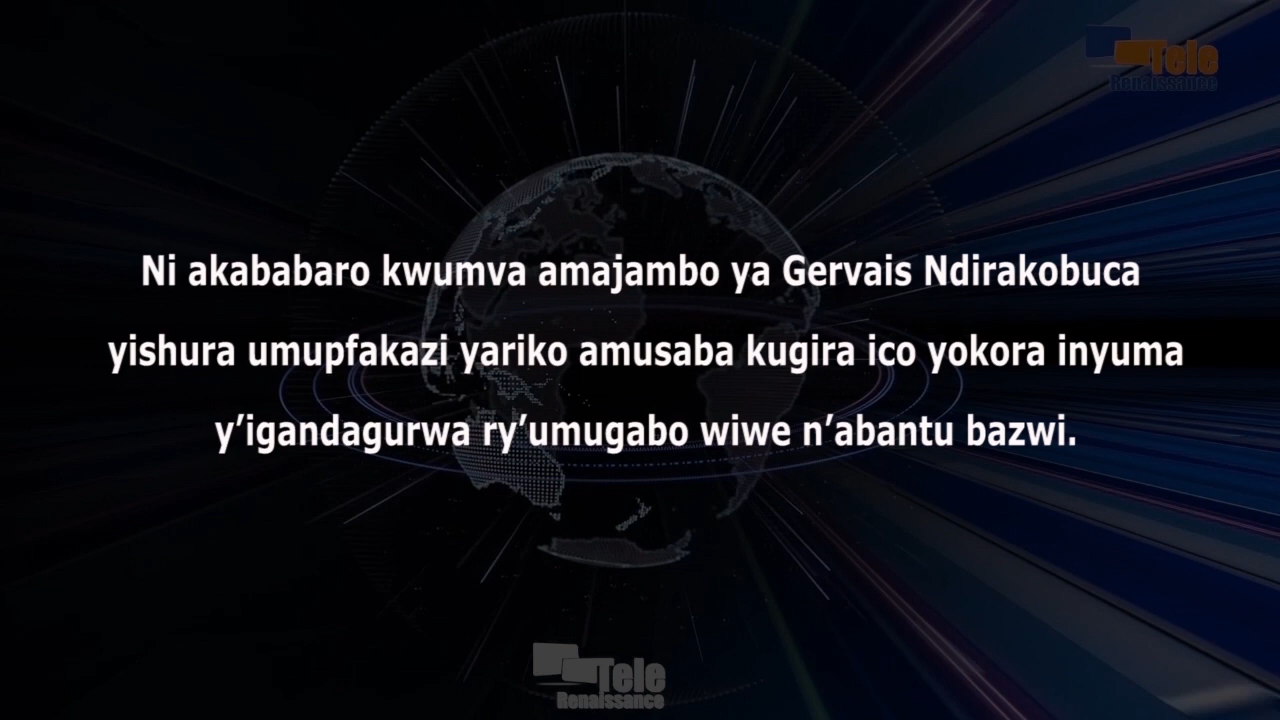 Tele
Renaissance
Ni akababaro kwumva amajambo ya Gervais Ndirakobuca
yishura umupfakazi yariko amusaba kugira ico yokora inyuma
y’igandagurwa ry’umugabo wiwe n’abantu bazwi.
Tele
Renaissance